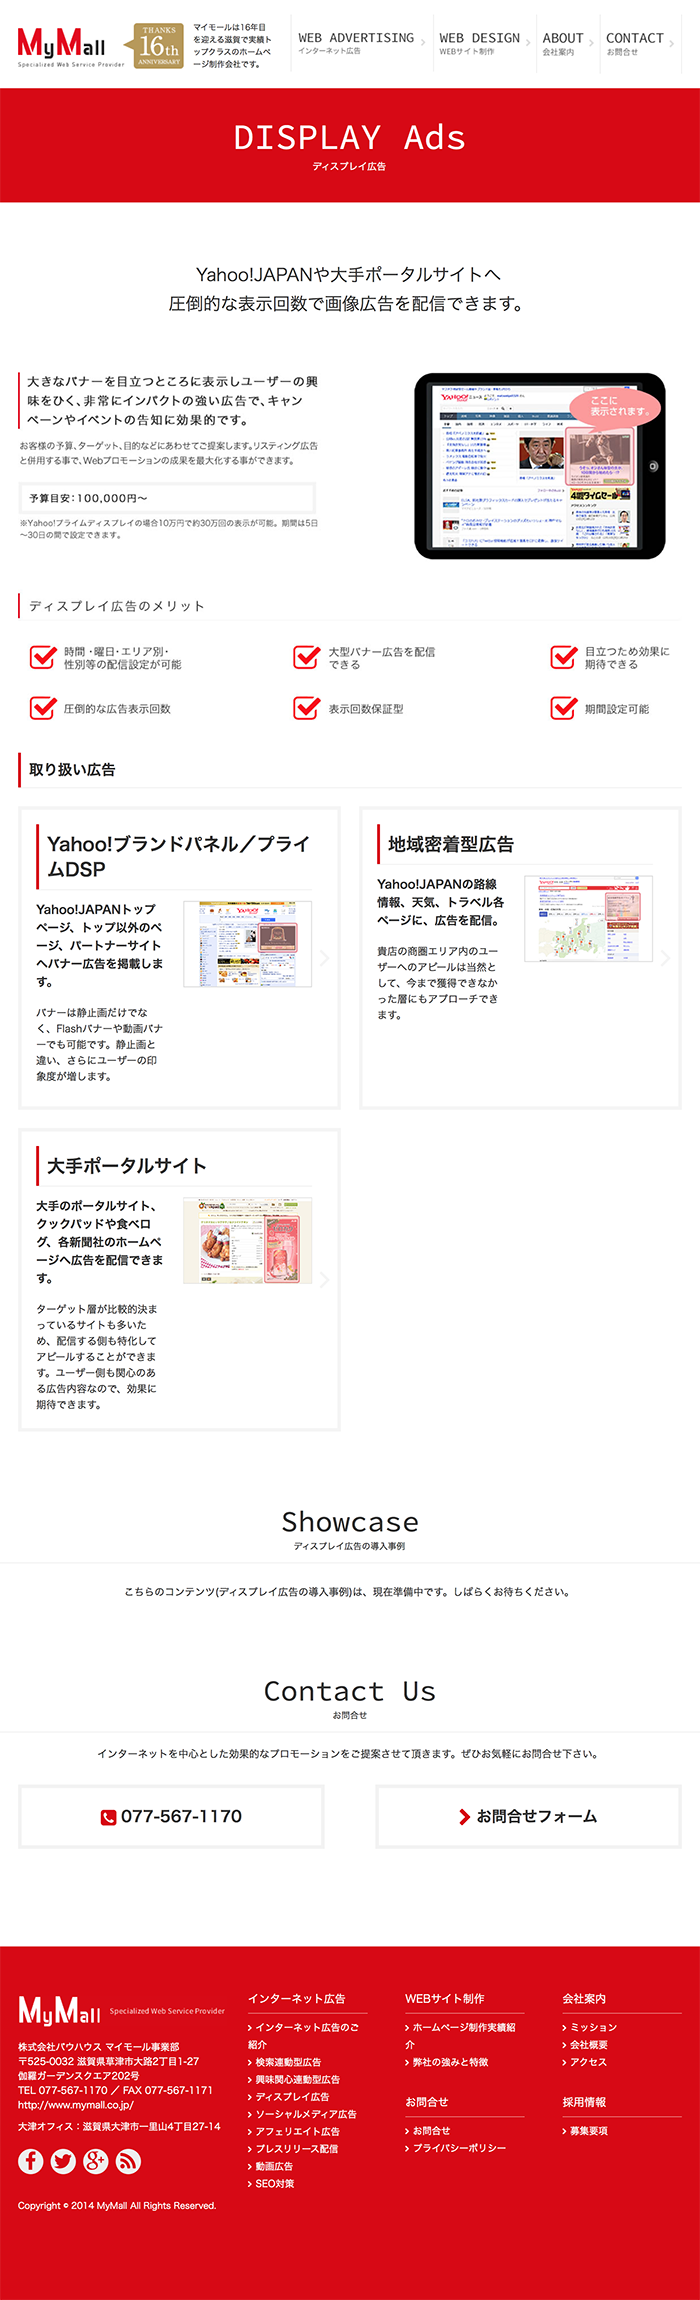 MyMall
Specialized Web Service Provider
THANKS
16th
ANNIVERSARY
マイモールは16年目
を迎える滋賀で実績ト
ップクラスのホームペ
ージ制作会社です。
WEB ADVERTISING
インターネット広告
WEB DESIGN
WEBサイト制作
ABOUT
会社案内
CONTACT
お問合せ
DISPLAY Ads
ディスプレイ広告
Yahoo!JAPANや大手ポータルサイトへ
圧倒的な表示回数で画像広告を配信できます。
大きなバナーを目立つところに表示しユーザーの興
味をひく、非常にインパクトの強い広告で、キャン
ペーンやイベントの告知に効果的です。
お客様の予算、ターゲット、目的などにあわせてご提案します。リスティング広告
と併用する事で、Webプロモーションの成果を最大化する事ができます。
予算目安：100,000円〜
※Yahoo!プライムディスプレイの場合10万円で約30万回の表示が可能。期間は5日
〜30日の間で設定できます。
YAHOO!ニュース
ここに
表示されます。
ディスプレイ広告のメリット
時間・曜日・エリア別・
性別等の配信設定が可能
大型バナー広告を配信
できる
目立つため効果に
期待できる
圧倒的な広告表示回数
表示回数保証型
期間設定可能
取り扱い広告
Yahoo!ブランドパネル／プライ
ムDSP
Yahoo!JAPANトップ
ページ、トップ以外のペ
ージ、パートナーサイト
へバナー広告を掲載しま
す。
バナーは静止画だけでな
く、Flashバナーや動画バナ
ーでも可能です。静止画と
違い、さらにユーザーの印
象度が増します。
地域密着型広告
Yahoo!JAPANの路線
情報、天気、トラベル各
ページに、広告を配信。
貴店の商圏エリア内のユー
ザーへのアピールは当然と
して、今まで獲得できなか
った層にもアプローチでき
ます。
大手ポータルサイト
大手のポータルサイト、
クックパッドや食べロ
グ、各新聞社のホームペ
ージへ広告を配信できま
す。
ターゲット層が比較的決ま
っているサイトも多いた
め、配信する側も特化して
アピールすることができま
す。ユーザー側も関心のあ
る広告内容なので、効果に
期待できます。
Showcase
ディスプレイ広告の導入事例
こちらのコンテンツ(ディスプレイ広告の導入事例)は、現在準備中です。しばらくお待ちください。
Contact Us
お問合せ
インターネットを中心とした効果的なプロモーションをご提案させて頂きます。ぜひお気軽にお問合せ下さい。
077-567-1170
お問合せフォーム
MyMall
Specialized Web Service Provider
株式会社バウハウス マイモール事業部
〒525-0032 滋賀県草津市大路2丁目1-27
伽羅ガーデンスクエア202号
TEL 077-567-1170 ／ FAX 077-567-1171
http://www.mymall.co.jp/
大津オフィス：滋賀県大津市一里山4丁目27-14
Copyright © 2014 MyMall All Rights Reserved.
インターネット広告
インターネット広告のご
紹介
検索連動型広告
興味関心連動型広告
ディスプレイ広告
ソーシャルメディア広告
アフェリエイト広告
プレスリリース配信
動画広告
SEO対策
WEBサイト制作
ホームページ制作実績紹
介
弊社の強みと特徴
お問合せ
お問合せ
プライバシーポリシー
会社案内
ミッション
会社概要
アクセス
採用情報
募集要項